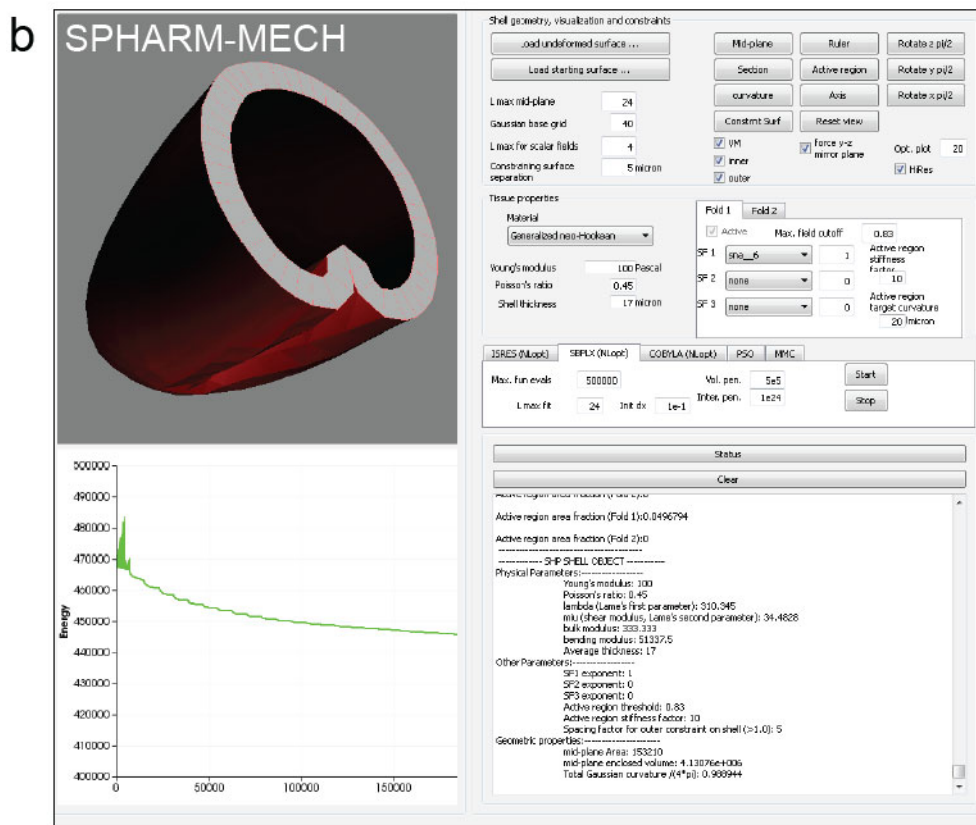 b
SPHARM-MECH
Shell geometry, visualization and constraints
Load undeformed surface ...
Load starting surface ...
L max mid-plane 24
Gaussian base grid 40
L max for scalar fields 4
Constraining surface separation 5 micron
Mid-plane Ruler Rotate z pi/2
Section Active region Rotate y pi/2
curvature Axis Rotate x pi/2
Constrnt Surf Reset view
VM
inner
outer
force y-z mirror plane
Opt. plot 20
HiRes
Tissue properties
Material
Generalized neo-Hookean
Young's modulus 100 Pascal
Poisson's ratio 0.45
Shell thickness 17 micron
Fold 1 Fold 2
Active Max. field cutoff 0.83
SF 1 sna__6 1
SF 2 none 0
SF 3 none 0
Active region stiffness factor 10
Active region target curvature 20 micron
ISRES (NLopt) SBPLX (NLopt) COBYLA (NLopt) PSO MMC
Max. fun evals 500000 Vol. pen. 5e5 Start
L max fit 24 Init dx 1e-1 Inter. pen. 1e24 Stop
Status
Clear
Active region area fraction (Fold 2):0
Active region area fraction (Fold 1):0.0496794
Active region area fraction (Fold 2):0
------------ SHP SHELL OBJECT ------------
Physical Parameters:-------------------
Young's modulus: 100
Poisson's ratio: 0.45
lambda (Lame's first parameter): 310.345
miu (shear modulus, Lame's second parameter): 34.4828
bulk modulus: 333.333
bending modulus: 51337.5
Average thickness: 17
Other Parameters:-------------------
SF1 exponent: 1
SF2 exponent: 0
SF3 exponent: 0
Active region threshold: 0.83
Active region stiffness factor: 10
Spacing factor for outer constraint on shell (>1.0): 5
Geometric properties:-----------------------
mid-plane Area: 153210
mid-plane enclosed volume: 4.13076e+006
Total Gaussian curvature /(4*pi): 0.988944
Energy
500000
490000
480000
470000
460000
450000
440000
430000
420000
410000
400000
0 50000 100000 150000